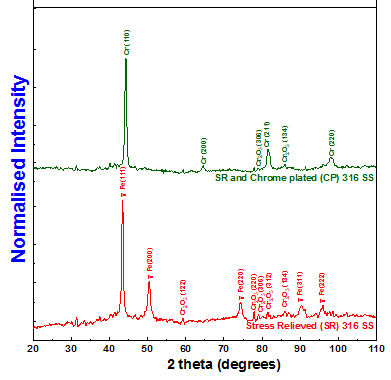 Normalised Intensity
Cr (110)
Cr (200)
Cr₂O₃ (306)
Cr (211)
Cr₂O₃ (134)
Cr (220)
SR and Chrome plated (CP) 316 SS
γ Fe(111)
γ Fe(200)
Cr₂O₃ (122)
γ Fe(220)
Cr₂O₃ (220)
Cr₂O₃ (306)
Cr₂O₃ (312)
Cr₂O₃ (134)
γ Fe(311)
γ Fe(222)
Stress Relieved (SR) 316 SS
20 30 40 50 60 70 80 90 100 110
2 theta (degrees)